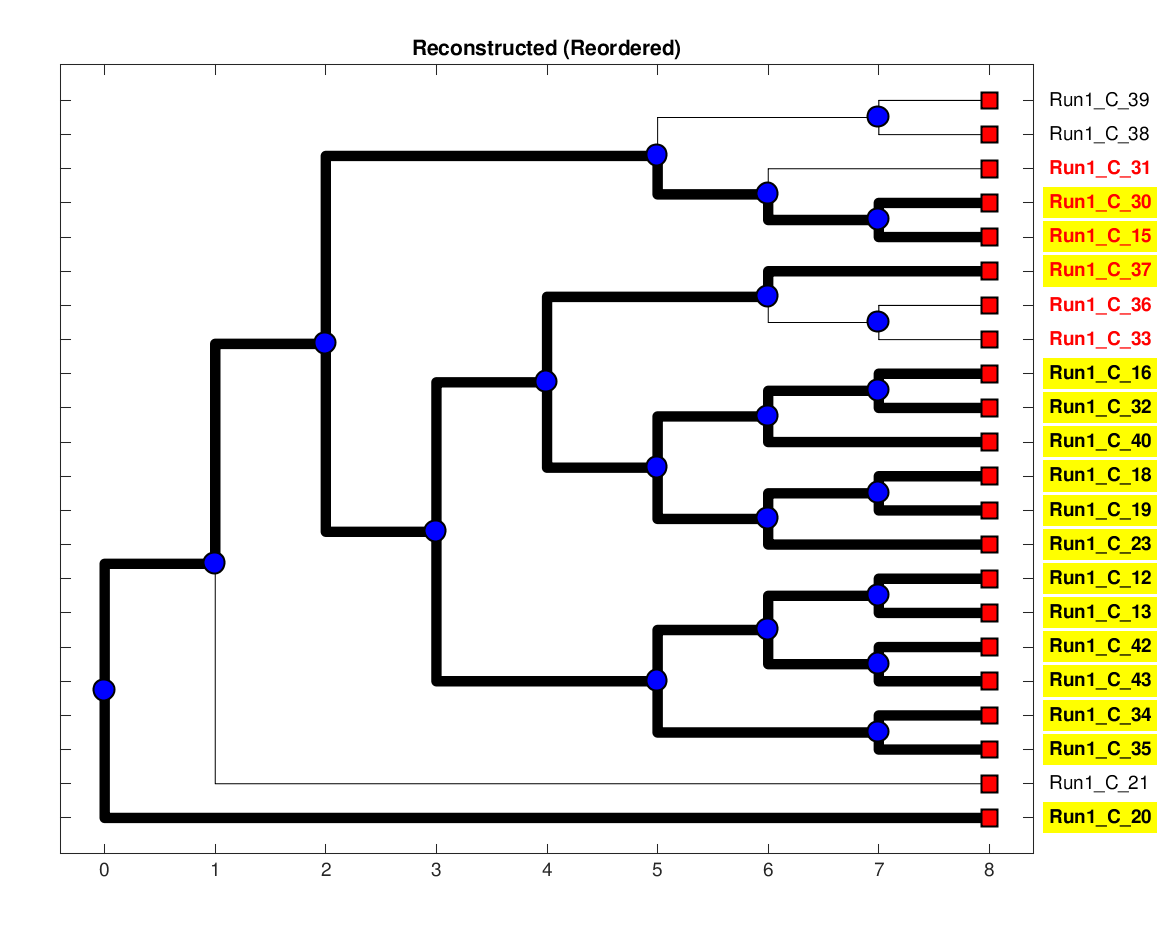 Reconstructed (Reordered)
Run1_C_39
Run1_C_38
Run1_C_31
Run1_C_30
Run1_C_15
Run1_C_37
Run1_C_36
Run1_C_33
Run1_C_16
Run1_C_32
Run1_C_40
Run1_C_18
Run1_C_19
Run1_C_23
Run1_C_12
Run1_C_13
Run1_C_42
Run1_C_43
Run1_C_34
Run1_C_35
Run1_C_21
Run1_C_20
0 1 2 3 4 5 6 7 8